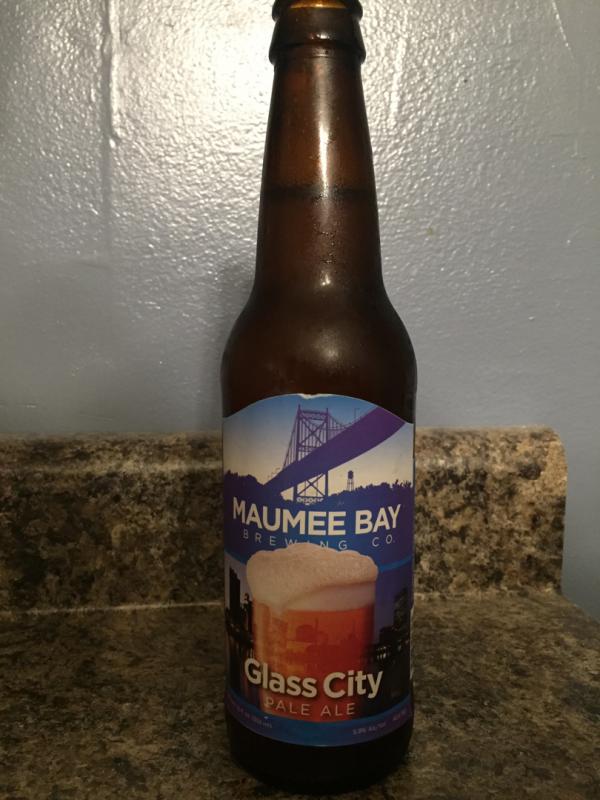 MAUMEE BAY
BREWING CO.
Glass City
PALE ALE